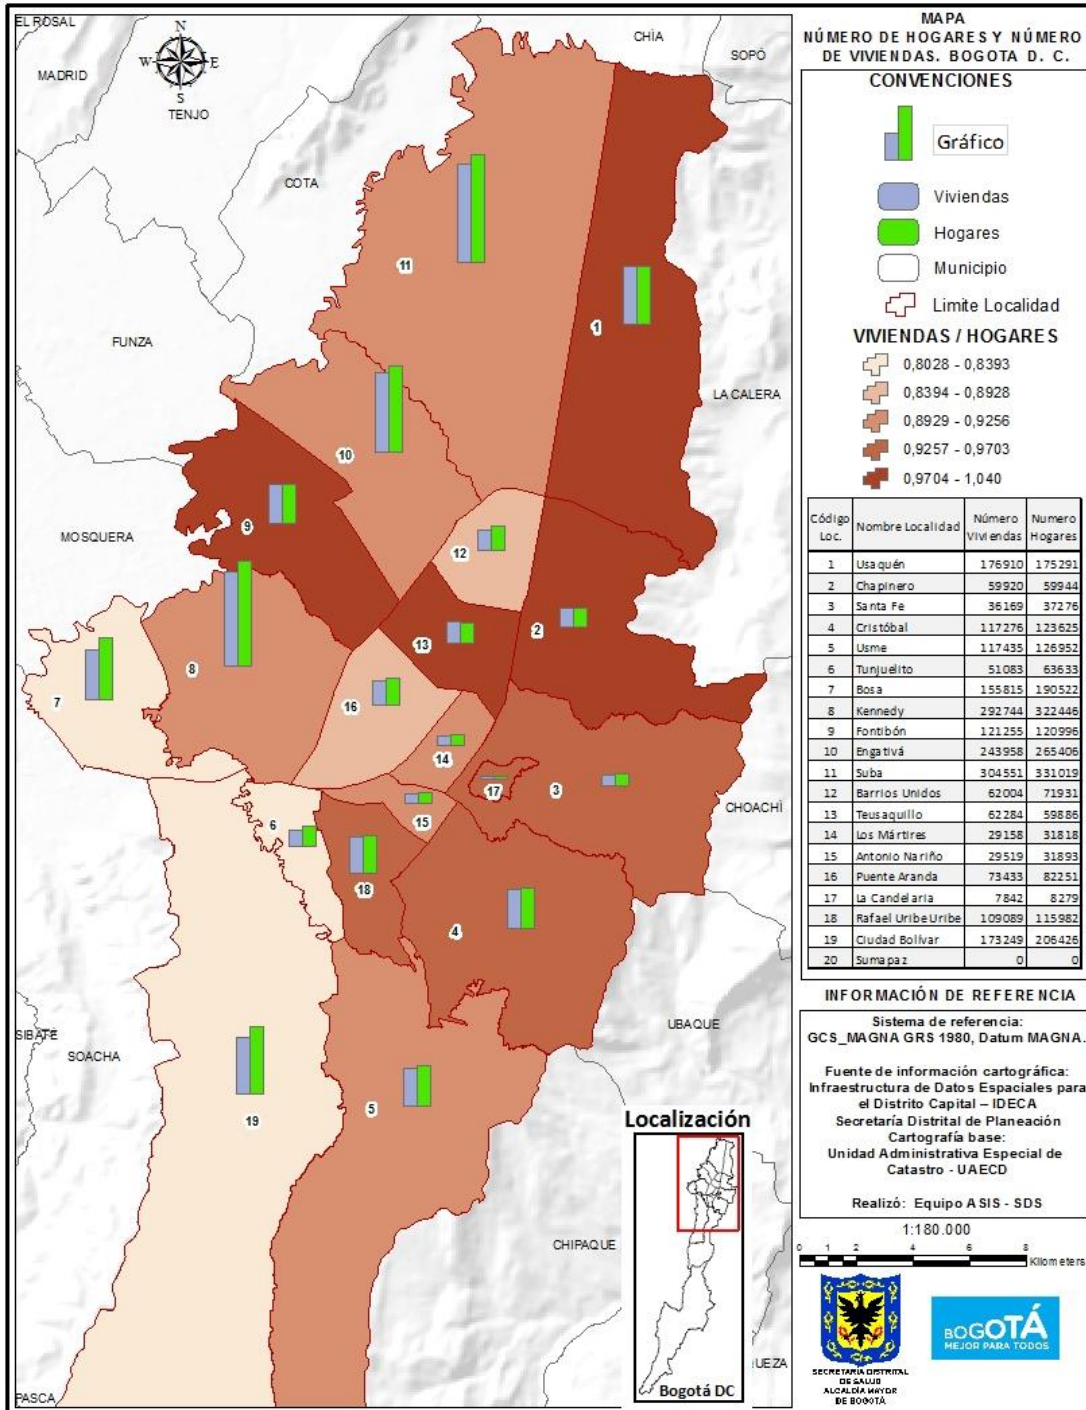 MAPA
NÚMERO DE HOGARES Y NÚMERO
DE VIVIENDAS. BOGOTA D. C.
CONVENCIONES
Gráfico
Viviendas
Hogares
Municipio
Limite Localidad
VIVIENDAS / HOGARES
0,8028 - 0,8393
0,8394 - 0,8928
0,8929 - 0,9256
0,9257 - 0,9703
0,9704 - 1,040
Código Loc. Nombre Localidad Número Viviendas Numero Hogares
1 Usaquén 176910 175291
2 Chapinero 59920 59944
3 Santa Fe 36169 37276
4 Cristóbal 117276 123625
5 Usme 117435 126952
6 Tunjuelito 51083 63633
7 Bosa 155815 190522
8 Kennedy 292744 322446
9 Fontibón 121255 120996
10 Engativá 243958 265406
11 Suba 304551 331019
12 Barrios Unidos 62004 71931
13 Teusaquillo 62284 59886
14 Los Mártires 29158 31818
15 Antonio Nariño 29519 31893
16 Puente Aranda 73433 82251
17 La Candelaria 7842 8279
18 Rafael Uribe Uribe 109089 115982
19 Ciudad Bolívar 173249 206426
20 Sumapaz 0 0
INFORMACIÓN DE REFERENCIA
Sistema de referencia:
GCS_MAGNA GRS 1980, Datum MAGNA.
Fuente de información cartográfica:
Infraestructura de Datos Espaciales para
el Distrito Capital – IDECA
Secretaría Distrital de Planeación
Cartografía base:
Unidad Administrativa Especial de
Catastro - UAECD
Realizó: Equipo ASIS - SDS
1:180.000
0 1 2 4 6 8
Kilometers
SECRETARIA DISTRITAL
DE SALUD
ALCALDÍA MAYOR
DE BOGOTÁ
BOGOTÁ
MEJOR PARA TODOS
EL ROSAL
N
W E
S
CHÍA
SOPÓ
MADRID
TENJO
COTA
11
1
FUNZA
LA CALERA
10
9
MOSQUERA
12
13
2
8
7
16
14
17
3
CHOACHÍ
15
6
18
4
UBAQUE
SIBATÉ
SOACHA
5
19
Localización
CHIPAQUE
UEZA
Bogotá DC
PASCA